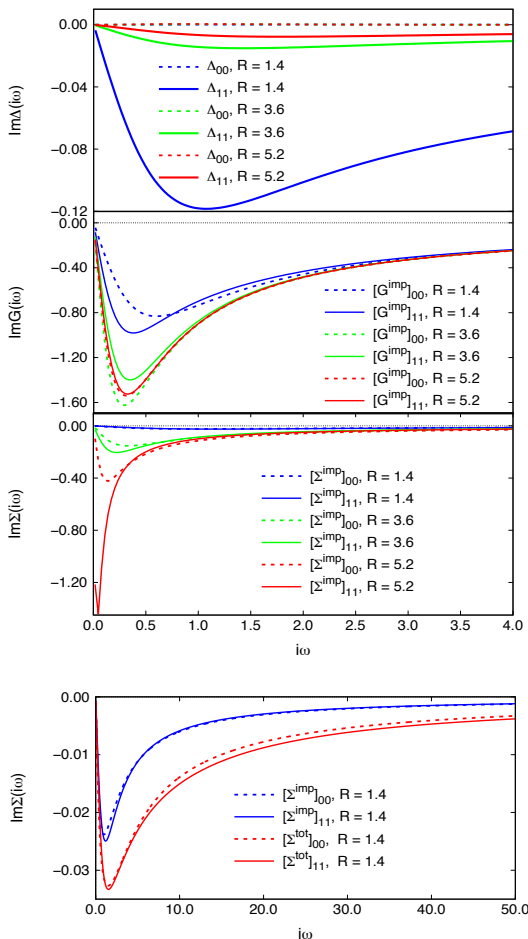 0.00
-0.04
-0.08
-0.12
ImΔ(iω)
Δ00, R = 1.4
Δ11, R = 1.4
Δ00, R = 3.6
Δ11, R = 3.6
Δ00, R = 5.2
Δ11, R = 5.2
0.00
-0.40
-0.80
-1.20
-1.60
ImG(iω)
[G^imp]00, R = 1.4
[G^imp]11, R = 1.4
[G^imp]00, R = 3.6
[G^imp]11, R = 3.6
[G^imp]00, R = 5.2
[G^imp]11, R = 5.2
0.00
-0.40
-0.80
-1.20
ImΣ(iω)
[Σ^imp]00, R = 1.4
[Σ^imp]11, R = 1.4
[Σ^imp]00, R = 3.6
[Σ^imp]11, R = 3.6
[Σ^imp]00, R = 5.2
[Σ^imp]11, R = 5.2
0.0 0.5 1.0 1.5 2.0 2.5 3.0 3.5 4.0
iω
0.00
-0.01
-0.02
-0.03
ImΣ(iω)
[Σ^imp]00, R = 1.4
[Σ^imp]11, R = 1.4
[Σ^tot]00, R = 1.4
[Σ^tot]11, R = 1.4
0.0 10.0 20.0 30.0 40.0 50.0
iω